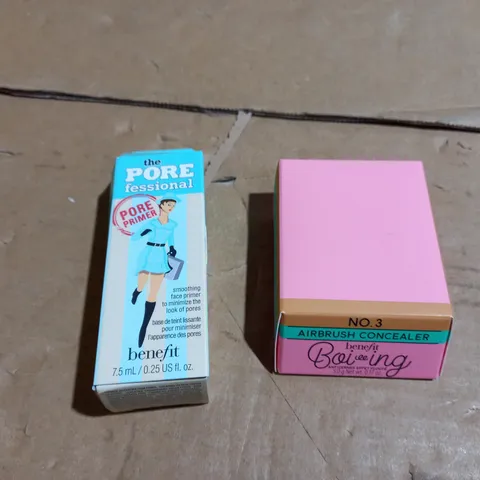 the
PORE
fessional
PORE
PRIMER
smoothing
face primer
to minimize the
look of pores
base de teint lissante
pour minimiser
l'apparence des pores
benefit
7.5 mL / 0.25 US fl. oz.
NO. 3
AIRBRUSH CONCEALER
benefit
Boi-ing